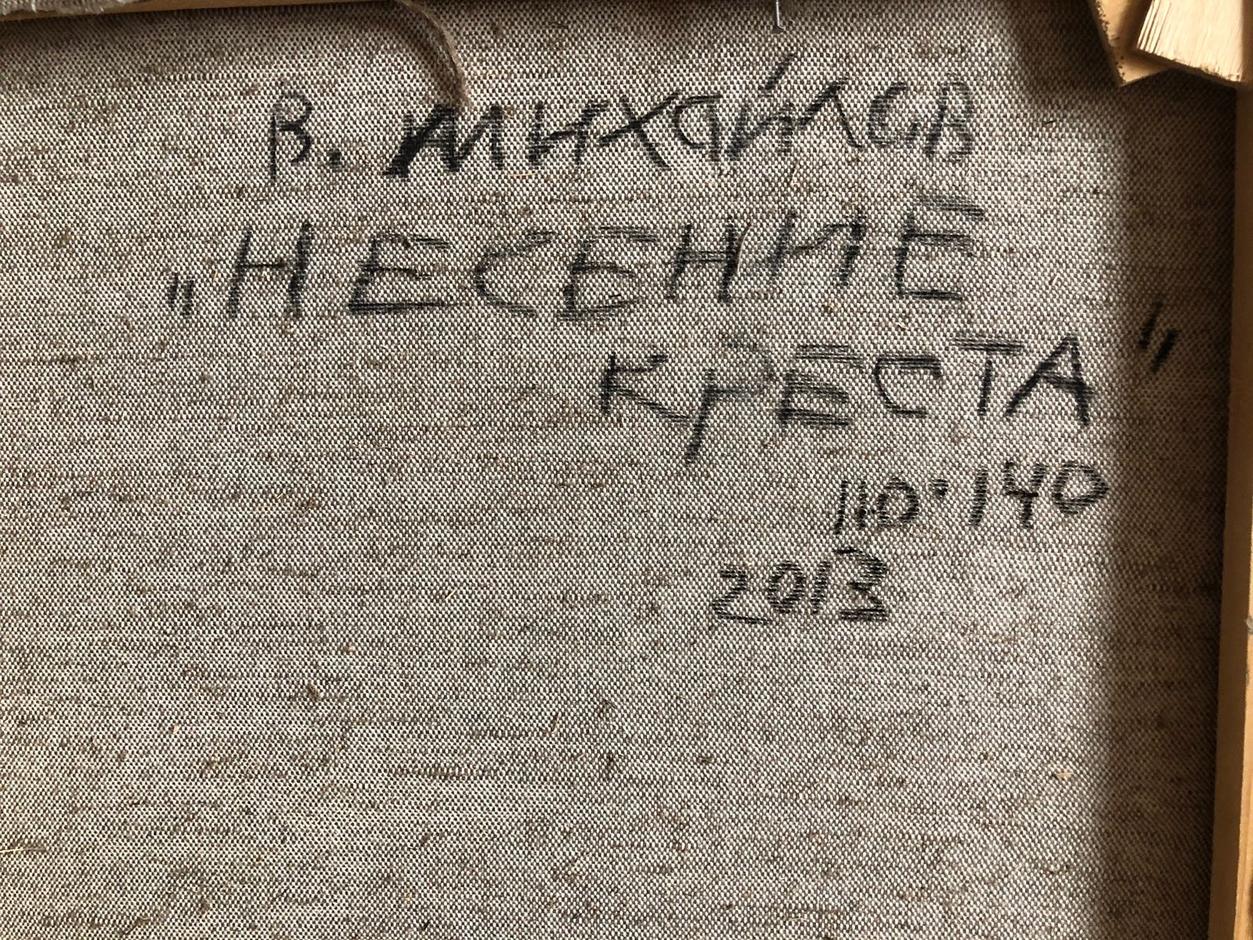 В. МИХАЙЛОВ
"НЕСЕНИЕ
КРЕСТА"
110·140
2013